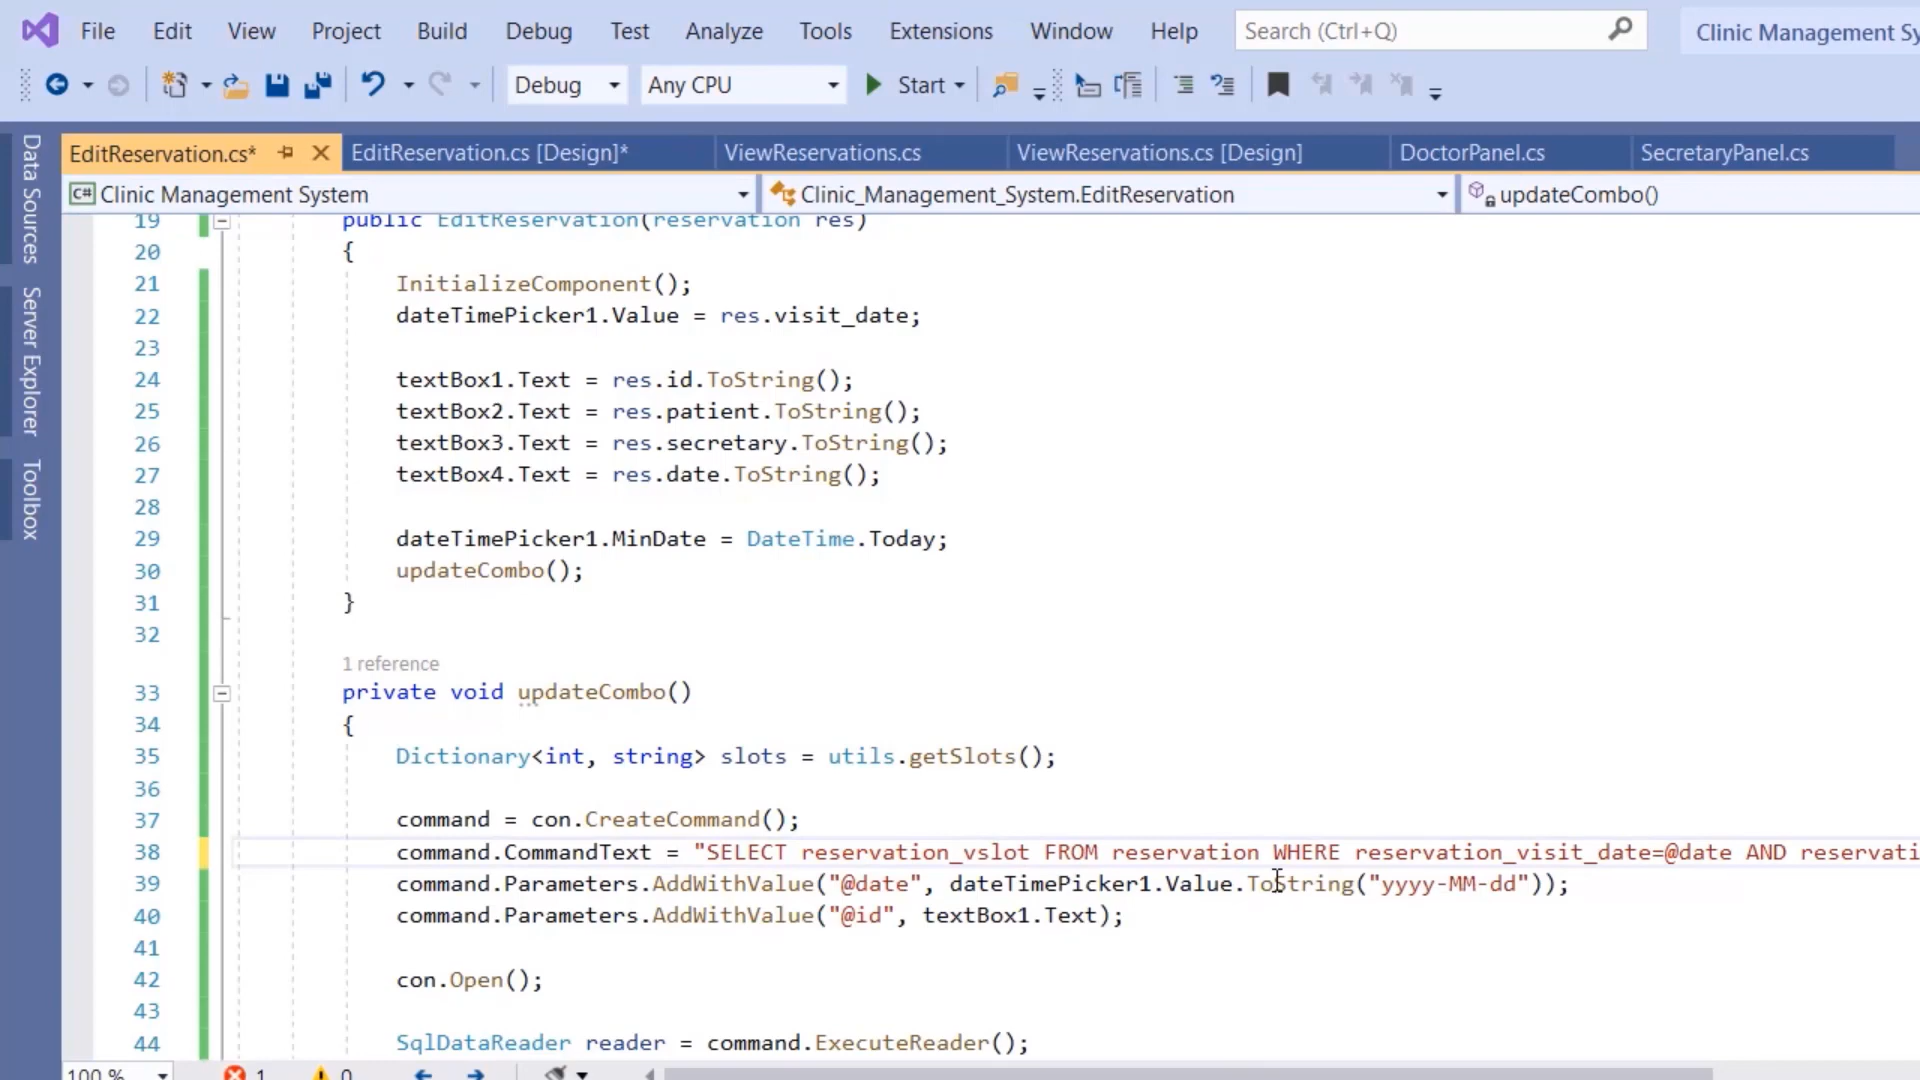 File Edit View Project Build Debug Test Tools Analyze Extensions Window Help Search (Ctrl+Q) Clinic Management Sy
Debug Any CPU Start
EditReservation.cs* EditReservation.cs [Design]* ViewReservations.cs ViewReservations.cs [Design] DoctorPanel.cs SecretaryPanel.cs
C# Clinic Management System Clinic_Management_System.EditReservation updateCombo()
Data Sources
Server Explorer
Toolbox
19 public EditReservation(reservation res)
20 {
21 InitializeComponent();
22 dateTimePicker1.Value = res.visit_date;
23
24 textBox1.Text = res.id.ToString();
25 textBox2.Text = res.patient.ToString();
26 textBox3.Text = res.secretary.ToString();
27 textBox4.Text = res.date.ToString();
28
29 dateTimePicker1.MinDate = DateTime.Today;
30 updateCombo();
31 }
32
1 reference
33 private void updateCombo()
34 {
35 Dictionary<int, string> slots = utils.getSlots();
36
37 command = con.CreateCommand();
38 command.CommandText = "SELECT reservation_vslot FROM reservation WHERE reservation_visit_date=@date AND reservati
39 command.Parameters.AddWithValue("@date", dateTimePicker1.Value.ToString("yyyy-MM-dd"));
40 command.Parameters.AddWithValue("@id", textBox1.Text);
41
42 con.Open();
43
44 SqlDataReader reader = command.ExecuteReader();
100 % 1 0